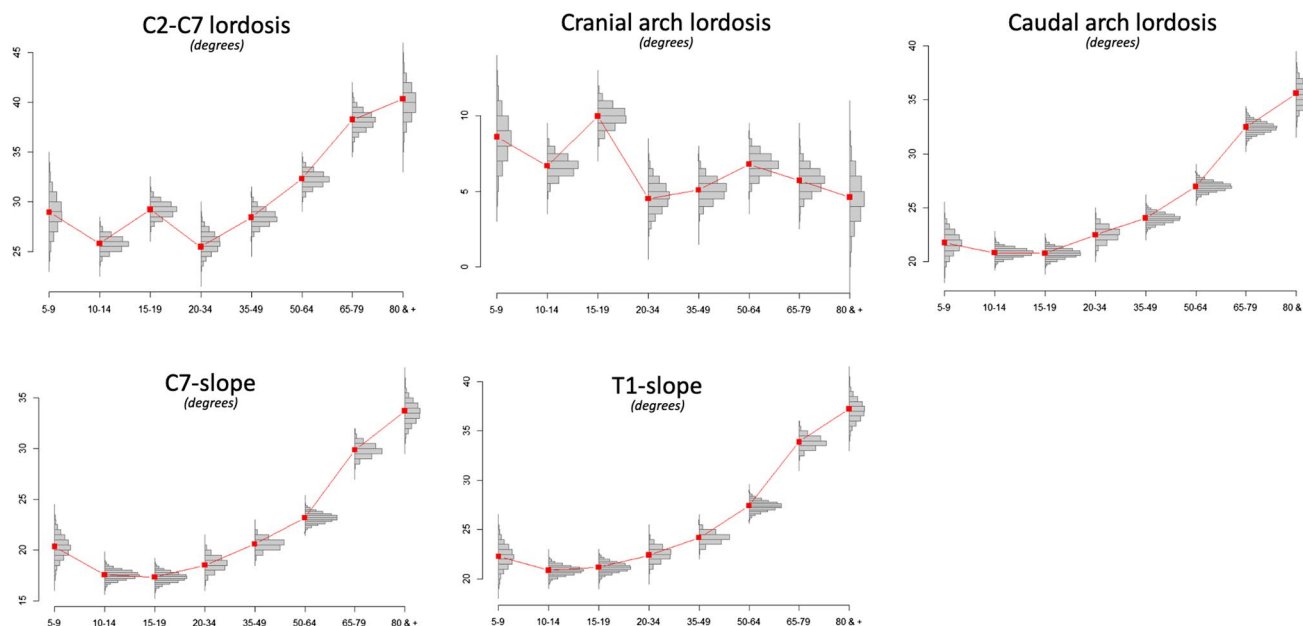 C2-C7 lordosis
(degrees)
45
40
35
30
25
5-9 10-14 15-19 20-34 35-49 50-64 65-79 80 & +
Cranial arch lordosis
(degrees)
10
5
0
5-9 10-14 15-19 20-34 35-49 50-64 65-79 80 & +
Caudal arch lordosis
(degrees)
40
35
30
25
20
5-9 10-14 15-19 20-34 35-49 50-64 65-79 80 &
C7-slope
(degrees)
35
30
25
20
15
5-9 10-14 15-19 20-34 35-49 50-64 65-79 80 & +
T1-slope
(degrees)
40
35
30
25
20
5-9 10-14 15-19 20-34 35-49 50-64 65-79 80 & +